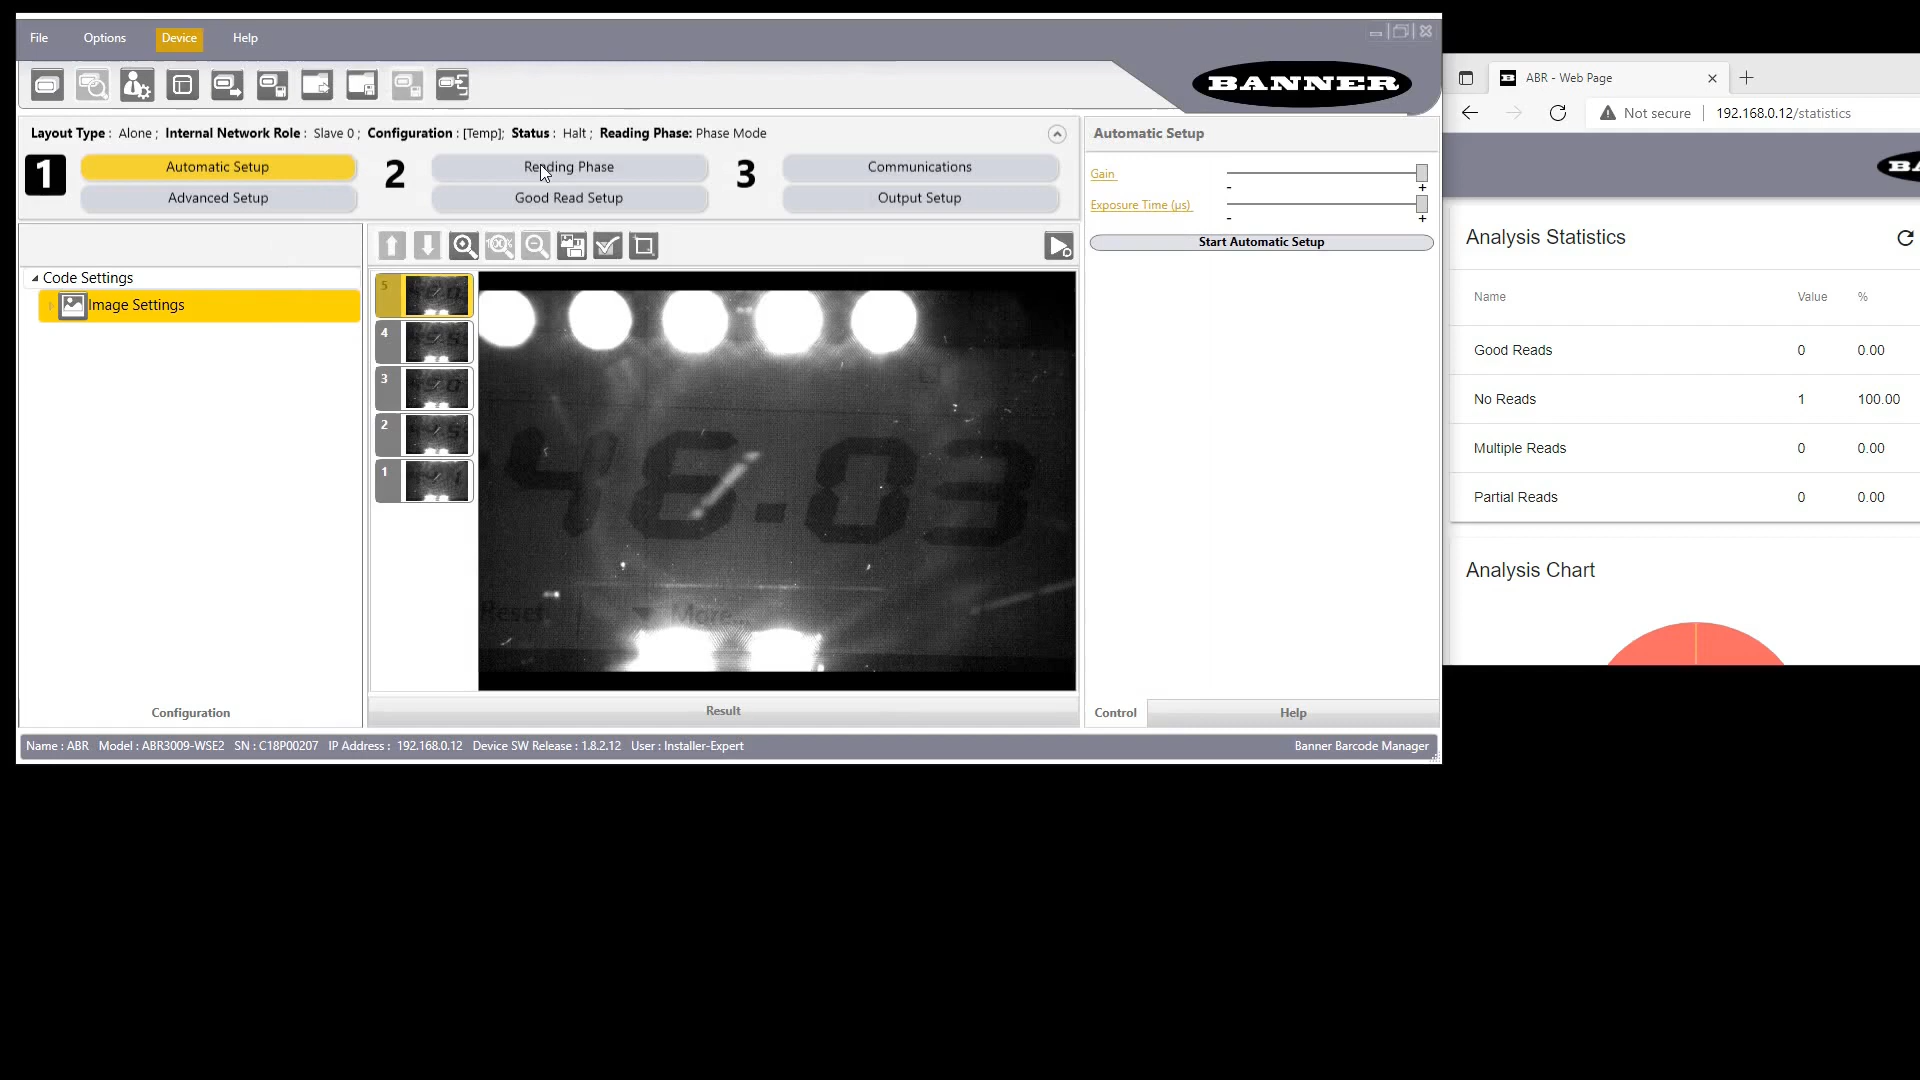 File Options Device Help
BANNER
Layout Type : Alone ; Internal Network Role : Slave 0 ; Configuration : [Temp]; Status : Halt ; Reading Phase: Phase Mode
1 Automatic Setup
Advanced Setup
2 Reading Phase
Good Read Setup
3 Communications
Output Setup
Code Settings
Image Settings
Configuration
100%
5
4
3
2
1
48.03
Reset
More...
Result
Automatic Setup
Gain - +
Exposure Time (µs) - +
Start Automatic Setup
Control Help
Name : ABR Model : ABR3009-WSE2 SN : C18P00207 IP Address : 192.168.0.12 Device SW Release : 1.8.2.12 User : Installer-Expert Banner Barcode Manager
ABR - Web Page
Not secure 192.168.0.12/statistics
Analysis Statistics
Name Value %
Good Reads 0 0.00
No Reads 1 100.00
Multiple Reads 0 0.00
Partial Reads 0 0.00
Analysis Chart